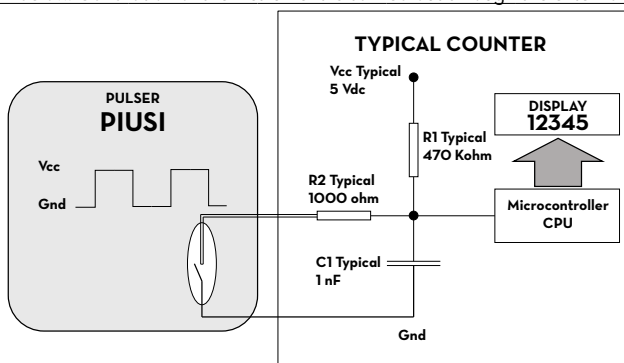 TYPICAL COUNTER
PULSER
PIUSI
Vcc
Gnd
Vcc Typical
5 Vdc
R1 Typical
470 Kohm
R2 Typical
1000 ohm
C1 Typical
1 nF
Gnd
DISPLAY
12345
Microcontroller
CPU